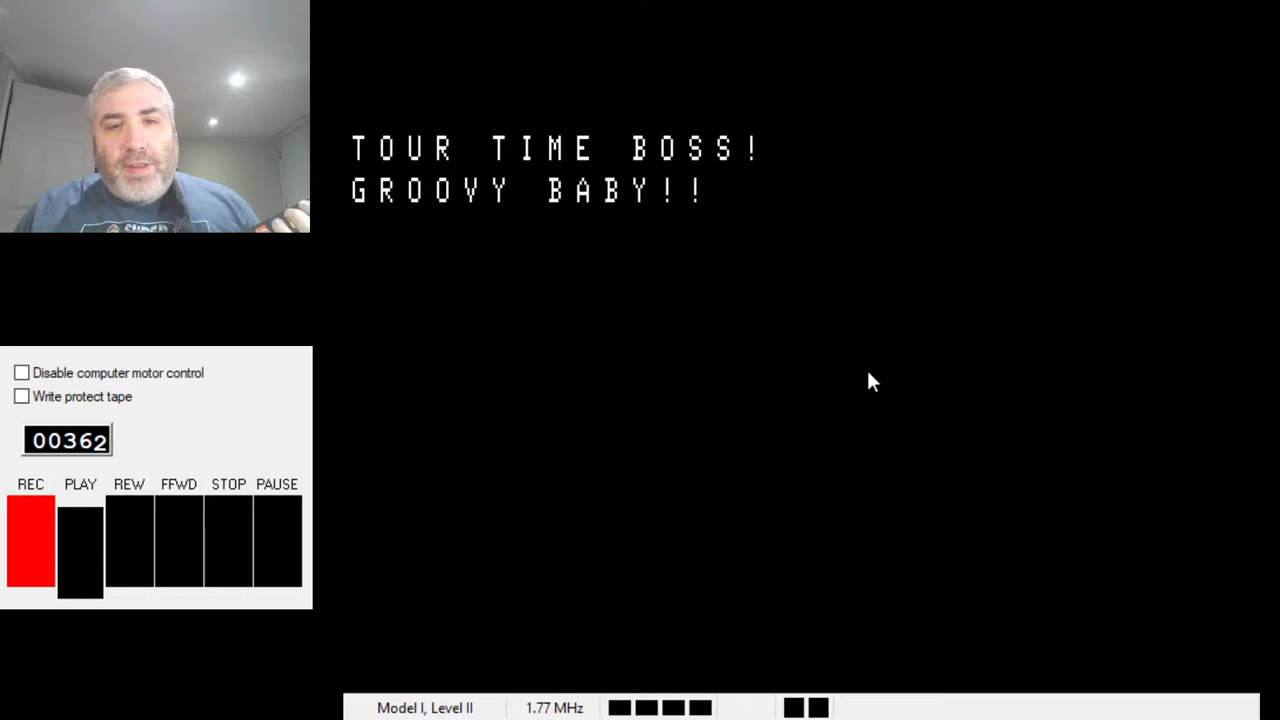 TOUR TIME BOSS!
GROOVY BABY!!
Disable computer motor control
Write protect tape
00362
REC PLAY REW FFWD STOP PAUSE
Model I, Level II 1.77 MHz